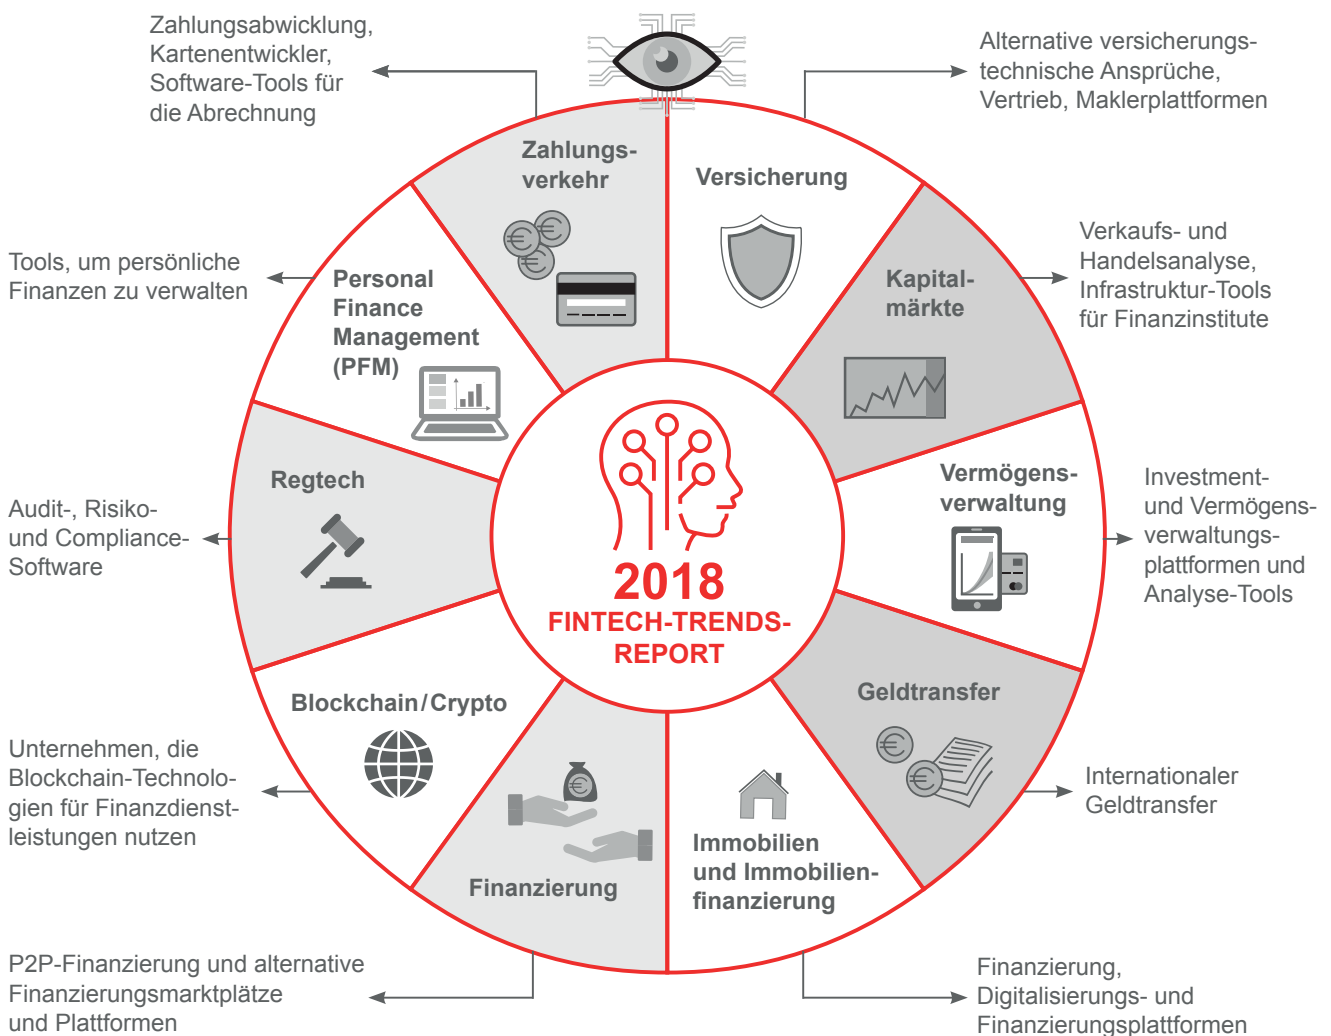 Zahlungsabwicklung,
Kartenentwickler,
Software-Tools für
die Abrechnung
Alternative versicherungs-
technische Ansprüche,
Vertrieb, Maklerplattformen
Zahlungs-
verkehr
Versicherung
Tools, um persönliche
Finanzen zu verwalten
Personal
Finance
Management
(PFM)
Kapital-
märkte
Verkaufs- und
Handelsanalyse,
Infrastruktur-Tools
für Finanzinstitute
Audit-, Risiko-
und Compliance-
Software
Regtech
Vermögens-
verwaltung
Investment-
und Vermögens-
verwaltungs-
plattformen und
Analyse-Tools
2018
FINTECH-TRENDS-
REPORT
Unternehmen, die
Blockchain-Technolo-
gien für Finanzdienst-
leistungen nutzen
Blockchain/Crypto
Geldtransfer
Internationaler
Geldtransfer
Finanzierung
Immobilien
und Immobilien-
finanzierung
P2P-Finanzierung und alternative
Finanzierungsmarktplätze
und Plattformen
Finanzierung,
Digitalisierungs- und
Finanzierungsplattformen